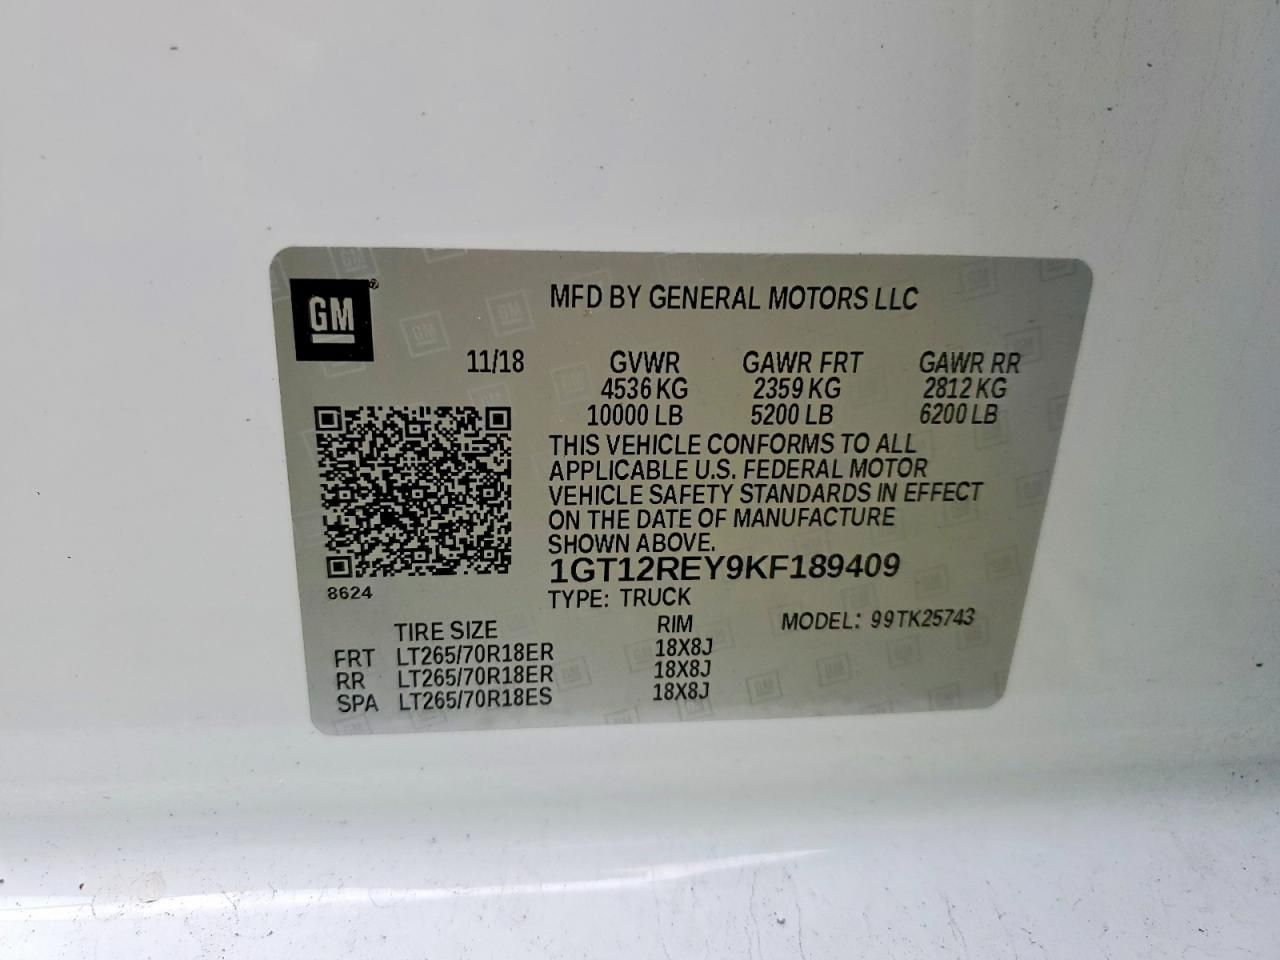 GM ®
MFD BY GENERAL MOTORS LLC
11/18 GVWR GAWR FRT GAWR RR
4536 KG 2359 KG 2812 KG
10000 LB 5200 LB 6200 LB
THIS VEHICLE CONFORMS TO ALL
APPLICABLE U.S. FEDERAL MOTOR
VEHICLE SAFETY STANDARDS IN EFFECT
ON THE DATE OF MANUFACTURE
SHOWN ABOVE.
1GT12REY9KF189409
8624
TYPE: TRUCK
MODEL: 99TK25743
TIRE SIZE RIM
FRT LT265/70R18ER 18X8J
RR LT265/70R18ER 18X8J
SPA LT265/70R18ES 18X8J